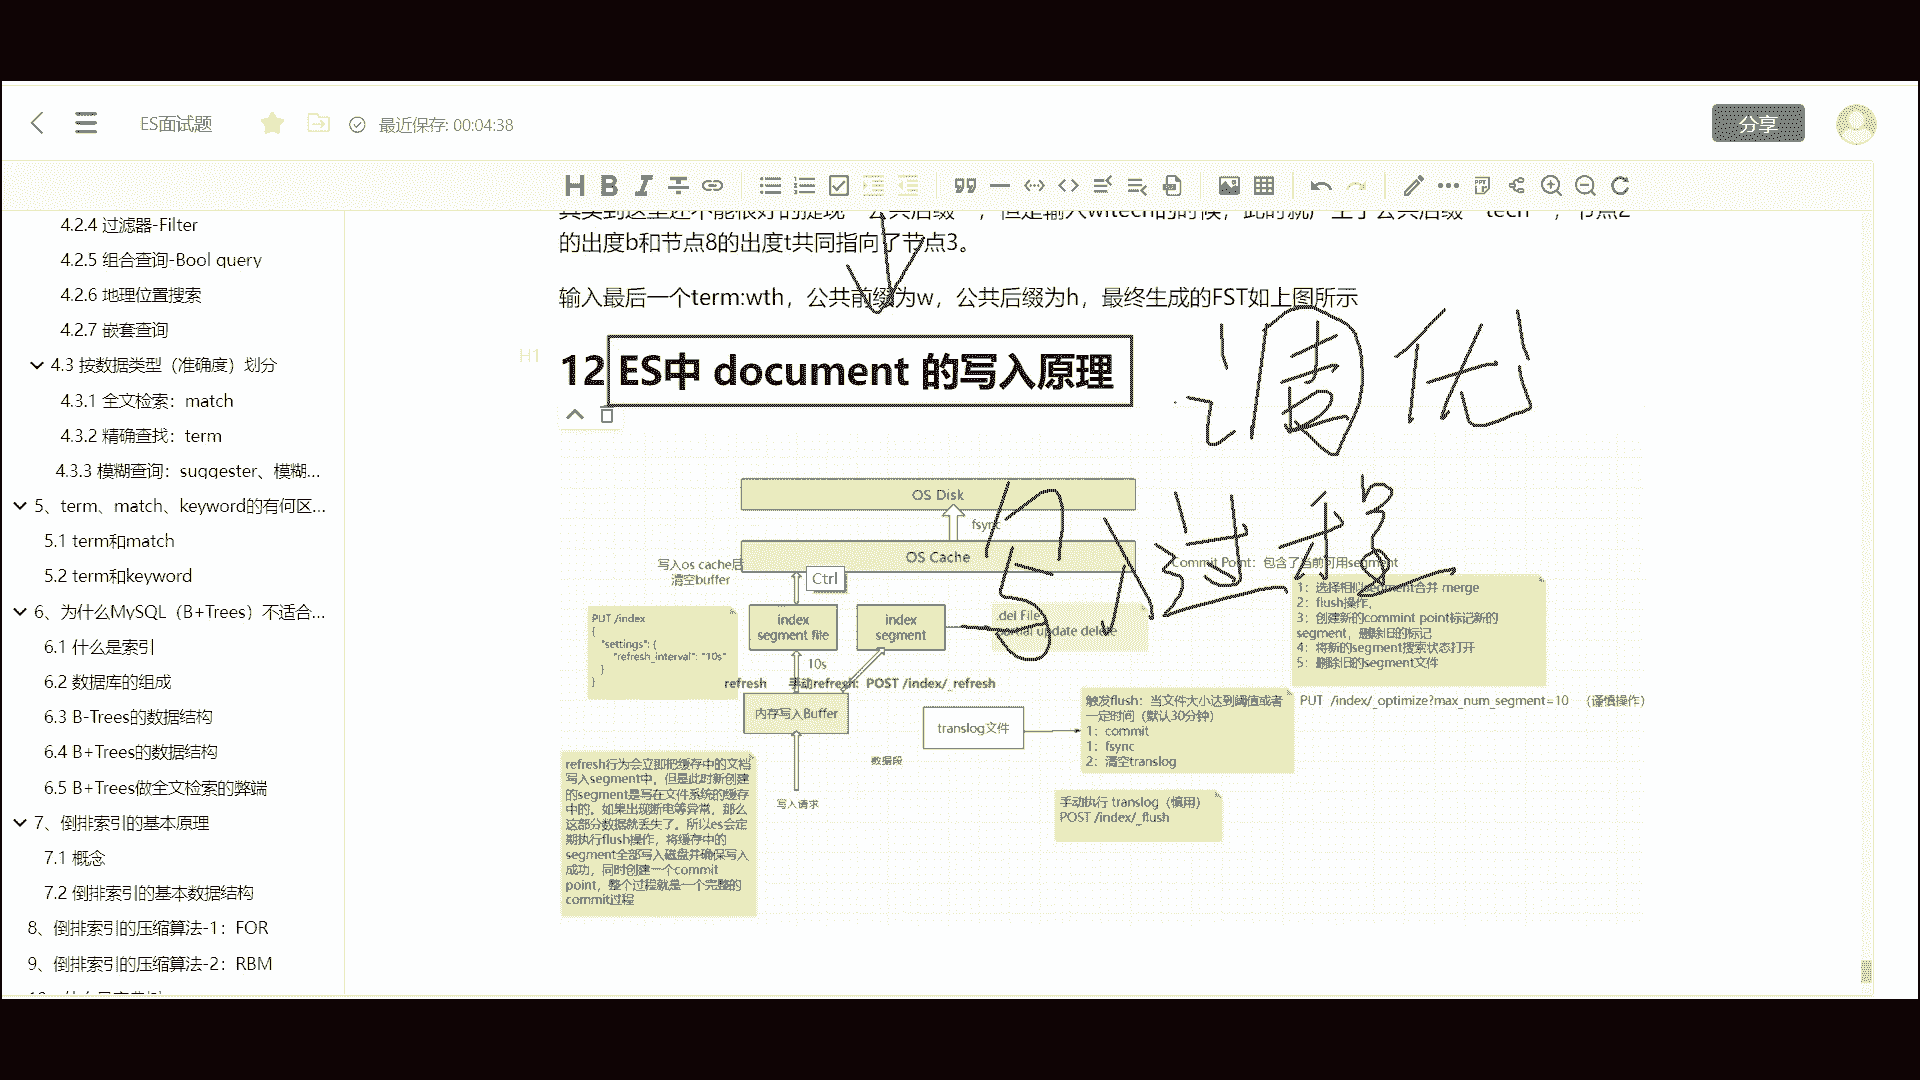 ES面试题
最近保存: 00:04:38
分享
4.2.4 过滤器-Filter
4.2.5 组合查询-Bool query
4.2.6 地理位置搜索
4.2.7 嵌套查询
4.3 按数据类型（准确度）划分
4.3.1 全文检索：match
4.3.2 精确查找：term
4.3.3 模糊查询：suggester、模糊...
5、term、match、keyword的有何区...
5.1 term和match
5.2 term和keyword
6、为什么MySQL（B+Trees）不适合...
6.1 什么是索引
6.2 数据库的组成
6.3 B-Trees的数据结构
6.4 B+Trees的数据结构
6.5 B+Trees做全文检索的弊端
7、倒排索引的基本原理
7.1 概念
7.2 倒排索引的基本数据结构
8、倒排索引的压缩算法-1：FOR
9、倒排索引的压缩算法-2：RBM
的出度b和节点8的出度t共同指向了节点3。
输入最后一个term:wth，公共前缀为w，公共后缀为h，最终生成的FST如上图所示
H1
12 ES中 document 的写入原理
调优
写入过程
OS Disk
fsync
OS Cache
写入os cache后
清空buffer
Ctrl
PUT /index
{
"settings": {
"refresh_interval": "10s"
}
}
index
segment file
index
segment
.del File
partial update delete
10s
refresh
手动refresh: POST /index/_refresh
内存写入Buffer
写入请求
translog文件
数据段
Commit Point：包含了当前可用segment
1：选择相似segment合并 merge
2：flush操作,
3：创建新的commint point标记新的
segment，删除旧的标记
4：将新的segment搜索状态打开
5：删除旧的segment文件
PUT /index/_optimize?max_num_segment=10 （谨慎操作）
触发flush：当文件大小达到阈值或者
一定时间（默认30分钟）
1：commit
1：fsync
2：清空translog
手动执行 translog（慎用）
POST /index/_flush
refresh行为会立即把缓存中的文档
写入segment中，但是此时新创建
的segment是写在文件系统的缓存
中的。如果出现断电等异常，那么
这部分数据就丢失了。所以es会定
期执行flush操作，将缓存中的
segment全部写入磁盘并确保写入
成功，同时创建一个commit
point，整个过程就是一个完整的
commit过程